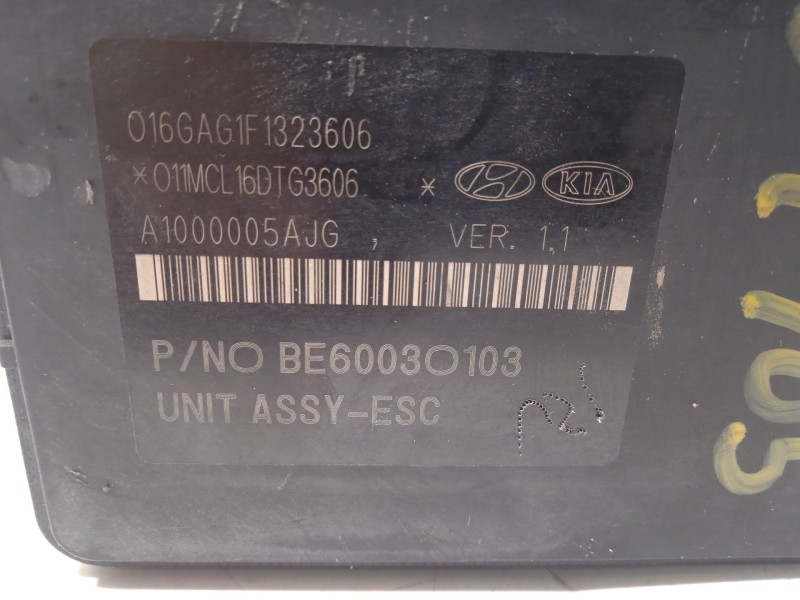 016GAG1F1323606
*011MCL16DTG3606 * KIA
A1000005AJG , VER. 1.1
P/NO BE60030103
UNIT ASSY-ESC